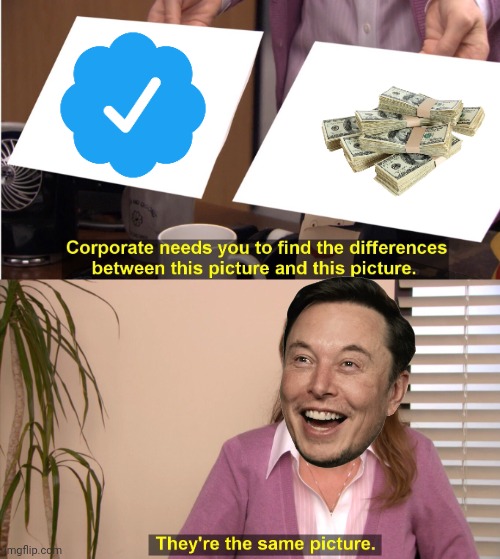 Corporate needs you to find the differences
between this picture and this picture.
They're the same picture.
imgflip.com